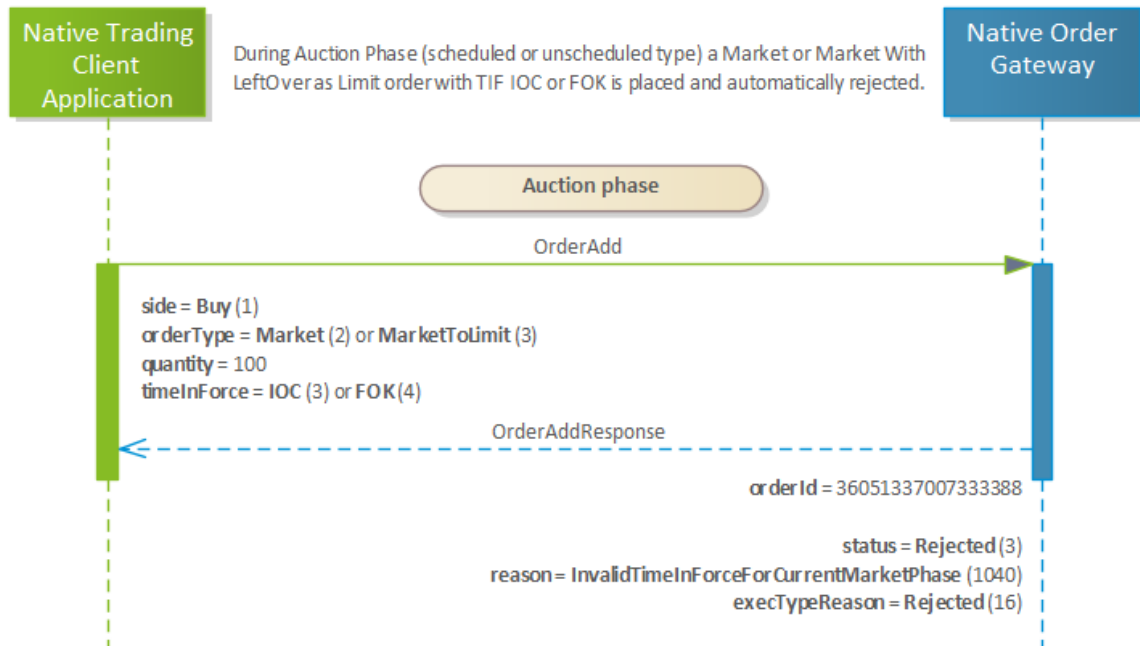 Native Trading
Client
Application
During Auction Phase (scheduled or unscheduled type) a Market or Market With
LeftOver as Limit order with TIF IOC or FOK is placed and automatically rejected.
Native Order
Gateway
Auction phase
OrderAdd
side = Buy (1)
orderType = Market (2) or MarketToLimit (3)
quantity = 100
timeInForce = IOC (3) or FOK (4)
OrderAddResponse
orderId = 36051337007333388
status = Rejected (3)
reason = InvalidTimeInForceForCurrentMarketPhase (1040)
execTypeReason = Rejected (16)